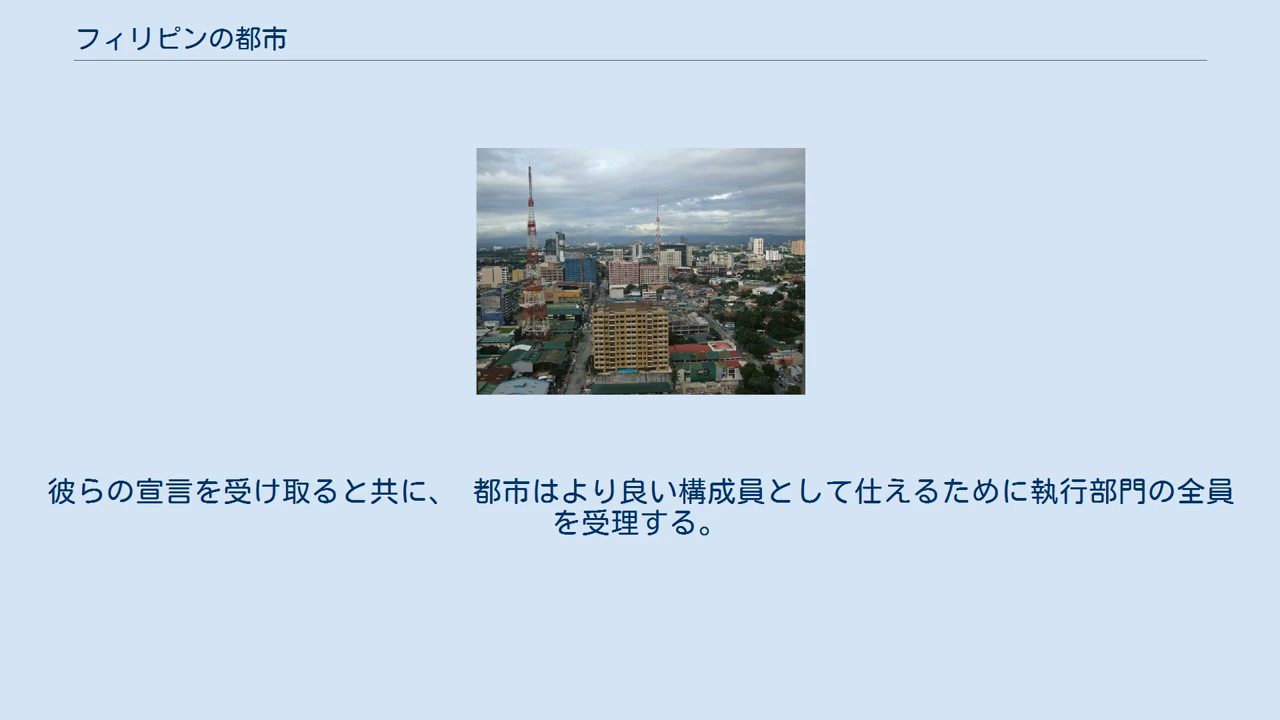 フィリピンの都市
彼らの宣言を受け取ると共に、 都市はより良い構成員として仕えるために執行部門の全員
を受理する。